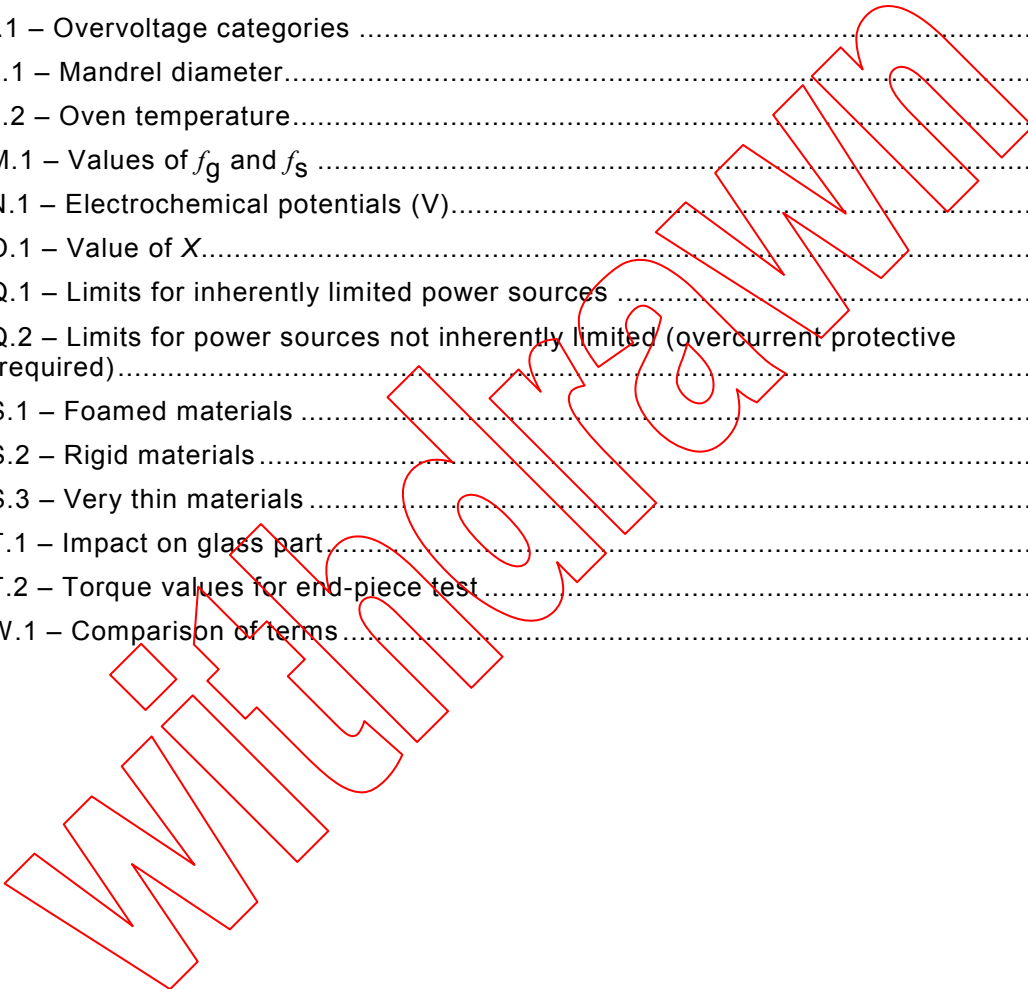 .1 – Overvoltage categories
.1 – Mandrel diameter
.2 – Oven temperature
M.1 – Values of fg and fs
N.1 – Electrochemical potentials (V)
O.1 – Value of X
Q.1 – Limits for inherently limited power sources
Q.2 – Limits for power sources not inherently limited (overcurrent protective
required)
S.1 – Foamed materials
S.2 – Rigid materials
S.3 – Very thin materials
T.1 – Impact on glass part
T.2 – Torque values for end-piece test
W.1 – Comparison of terms
withdrawn